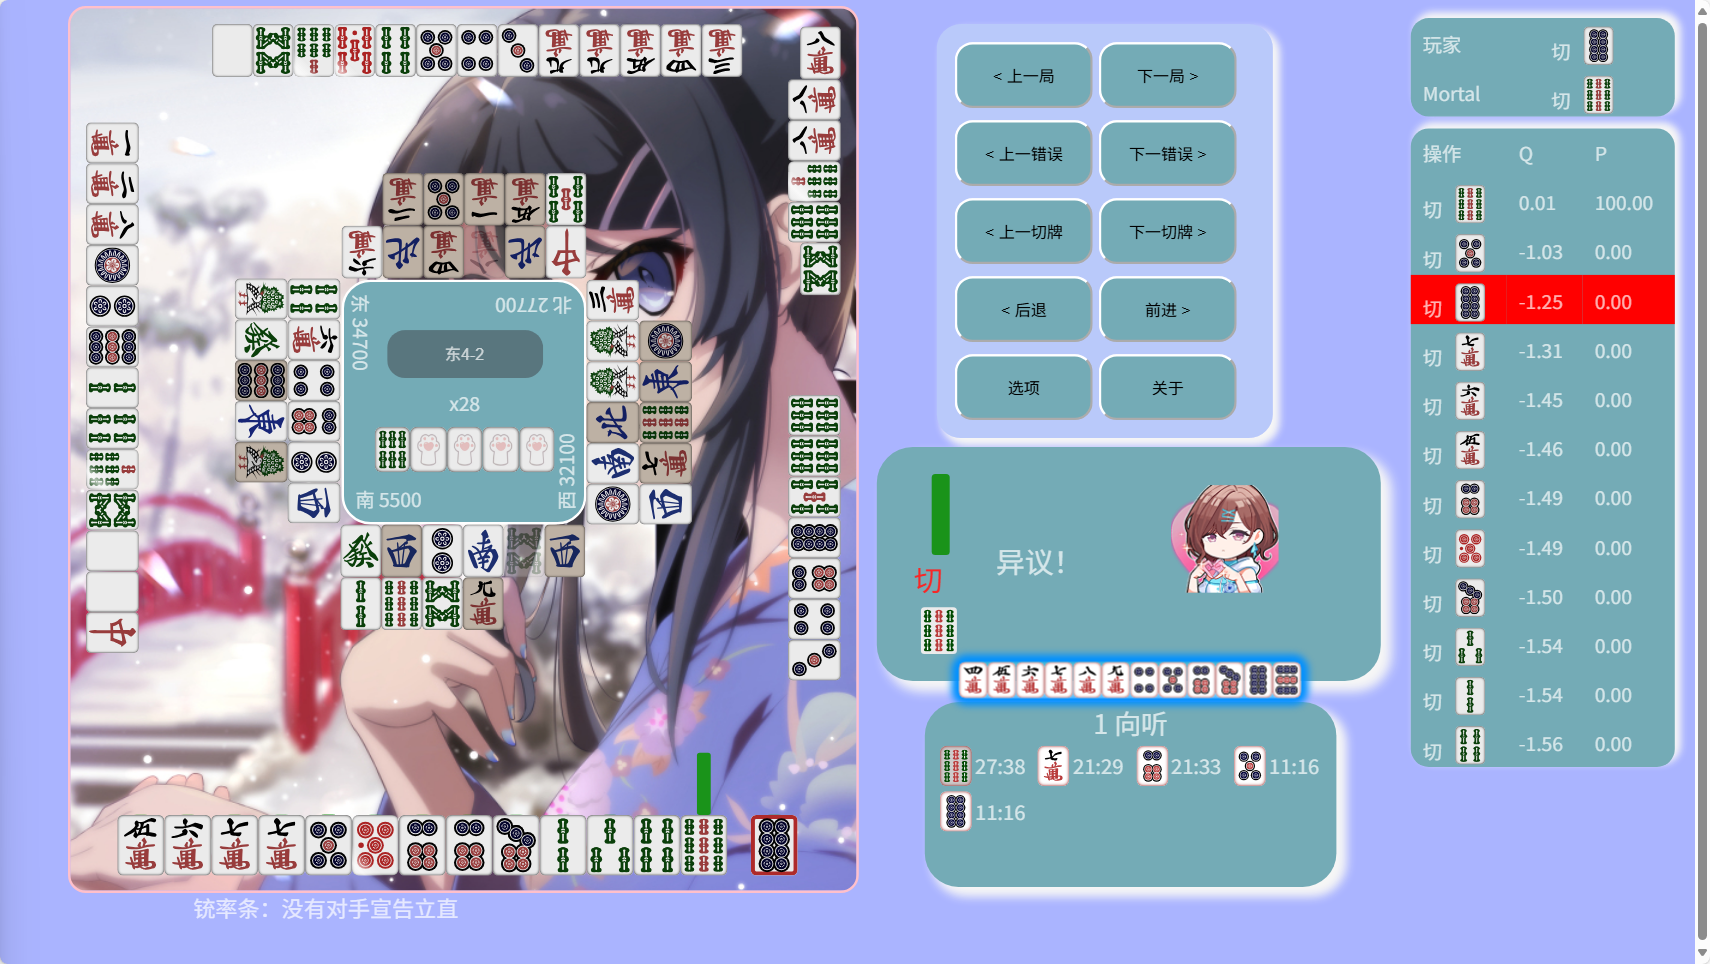 东 34700
北 27700
东4-2
x28
南 5500
西 32100
铳率条：没有对手宣告立直
< 上一局
下一局 >
< 上一错误
下一错误 >
< 上一切牌
下一切牌 >
< 后退
前进 >
选项
关于
切
异议！
1 向听
27:38 21:29 21:33 11:16
11:16
玩家 切
Mortal 切
操作 Q P
切 0.01 100.00
切 -1.03 0.00
切 -1.25 0.00
切 -1.31 0.00
切 -1.45 0.00
切 -1.46 0.00
切 -1.49 0.00
切 -1.49 0.00
切 -1.50 0.00
切 -1.54 0.00
切 -1.54 0.00
切 -1.56 0.00